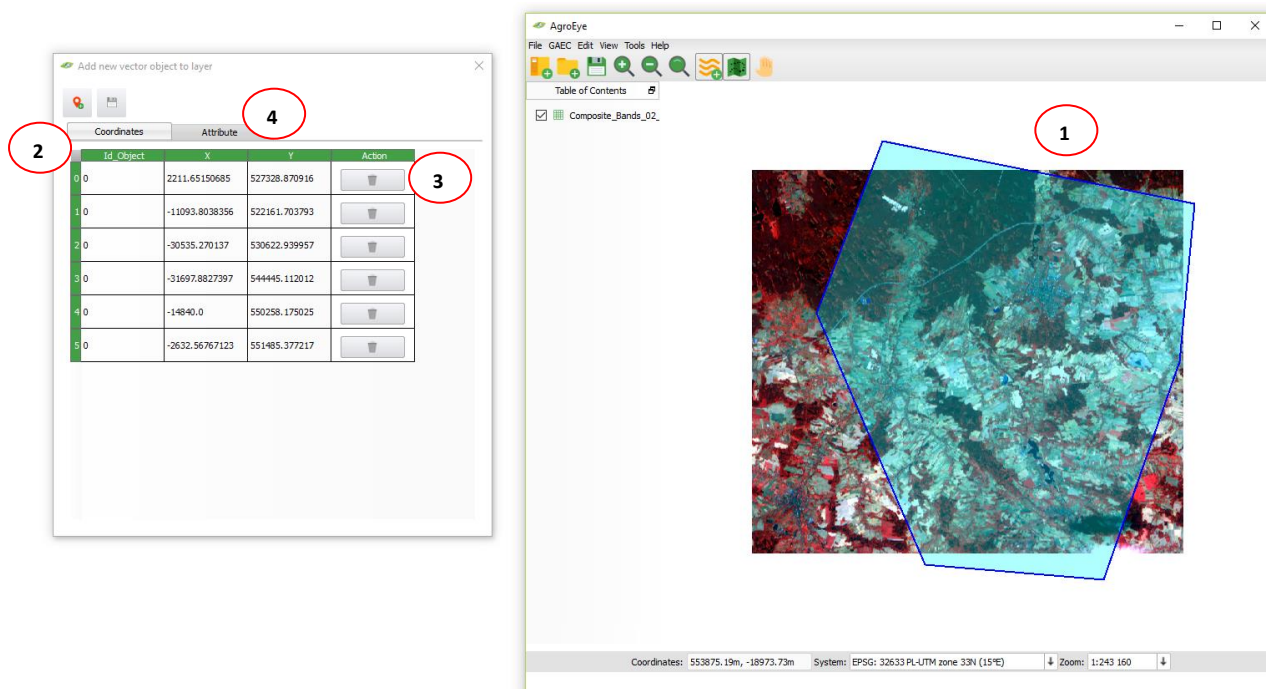 AgroEye
File GAEC Edit View Tools Help
Table of Contents
Composite_Bands_02_
1
Coordinates: 553875.19m, -18973.73m System: EPSG: 32633 PL-UTM zone 33N (15°E) Zoom: 1:243 160
Add new vector object to layer
4
Coordinates Attribute
2
Id_Object X Y Action
3
0 0 2211.65150685 527328.870916
1 0 -11093.8038356 522161.703793
2 0 -30535.270137 530622.939957
3 0 -31697.8827397 544445.112012
4 0 -14840.0 550258.175025
5 0 -2632.56767123 551485.377217